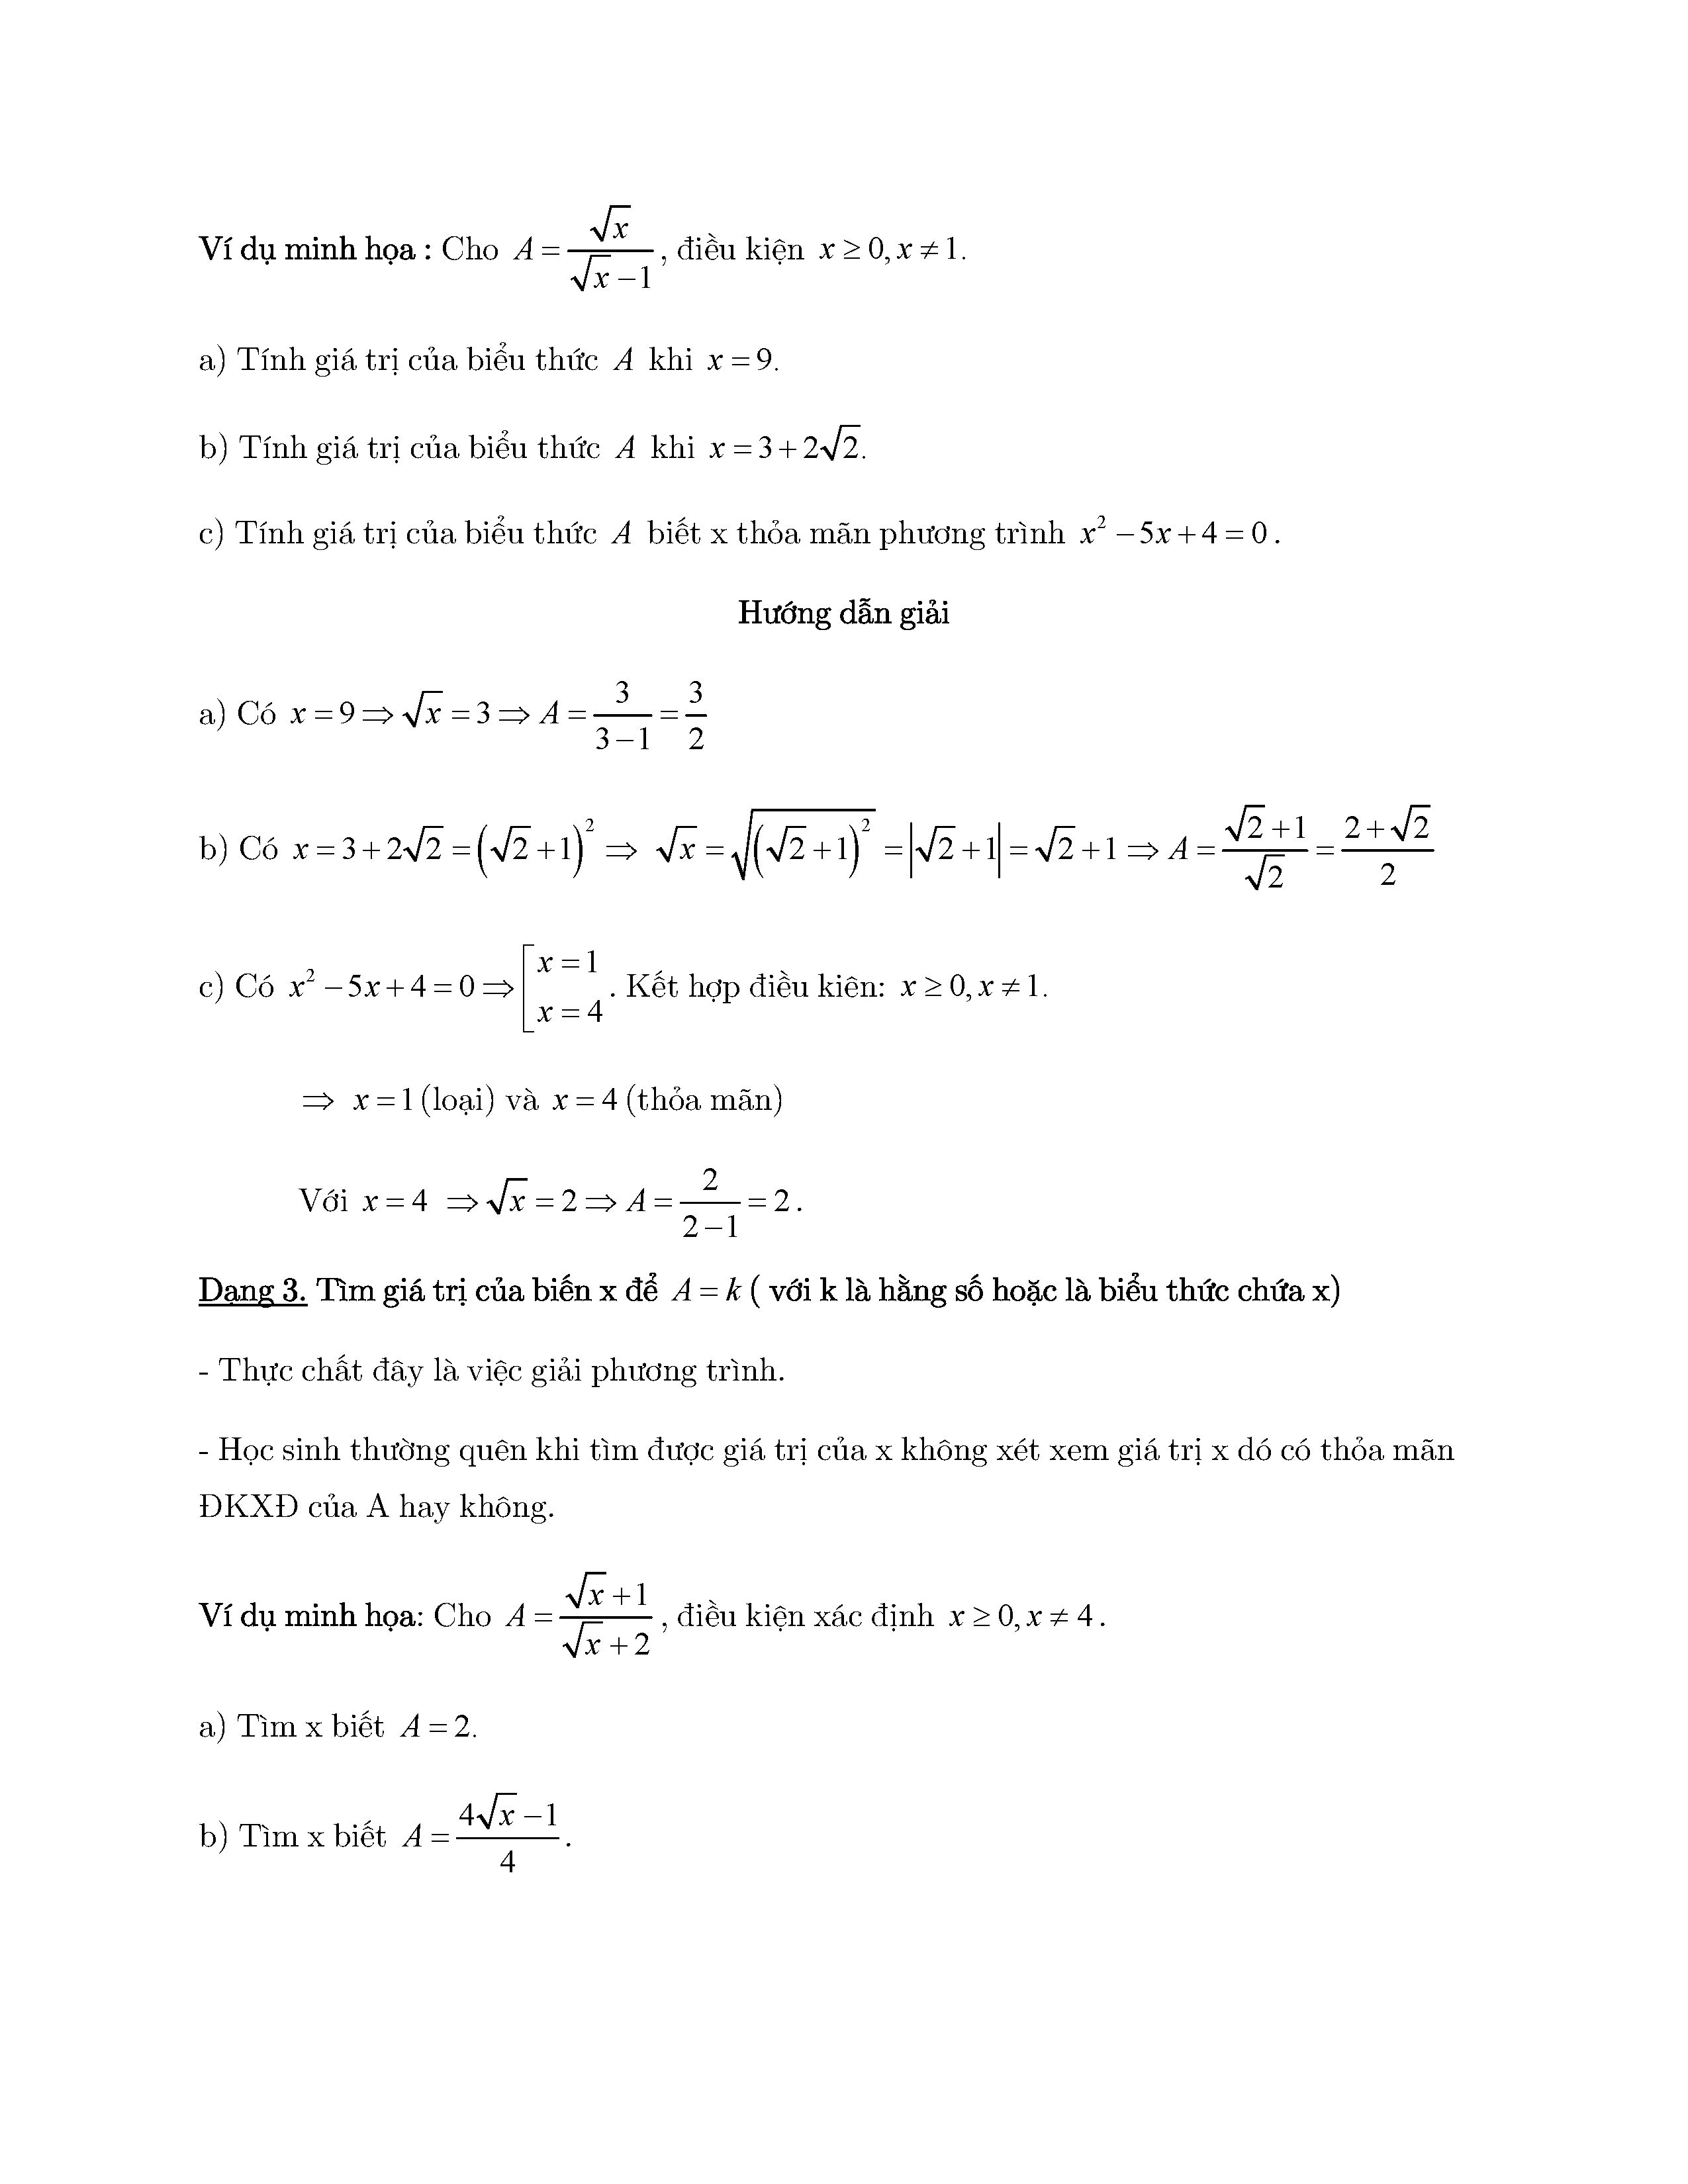 Ví dụ minh họa : Cho $A = \frac{\sqrt{x}}{\sqrt{x}-1}$, điều kiện $x \geq 0, x \neq 1$.
a) Tính giá trị của biểu thức $A$ khi $x = 9$.
b) Tính giá trị của biểu thức $A$ khi $x = 3 + 2\sqrt{2}$.
c) Tính giá trị của biểu thức $A$ biết x thỏa mãn phương trình $x^2 - 5x + 4 = 0$.
Hướng dẫn giải
a) Có $x = 9 \Rightarrow \sqrt{x} = 3 \Rightarrow A = \frac{3}{3-1} = \frac{3}{2}$
b) Có $x = 3 + 2\sqrt{2} = \left(\sqrt{2}+1\right)^2 \Rightarrow \sqrt{x} = \sqrt{\left(\sqrt{2}+1\right)^2} = \left|\sqrt{2}+1\right| = \sqrt{2}+1 \Rightarrow A = \frac{\sqrt{2}+1}{\sqrt{2}} = \frac{2+\sqrt{2}}{2}$
c) Có $x^2 - 5x + 4 = 0 \Rightarrow \left[\begin{array}{l} x = 1 \\ x = 4 \end{array}\right.$. Kết hợp điều kiên: $x \geq 0, x \neq 1$.
$\Rightarrow x = 1$ (loại) và $x = 4$ (thỏa mãn)
Với $x = 4 \Rightarrow \sqrt{x} = 2 \Rightarrow A = \frac{2}{2-1} = 2$.
Dạng 3. Tìm giá trị của biến x để $A = k$ ( với k là hằng số hoặc là biểu thức chứa x)
- Thực chất đây là việc giải phương trình.
- Học sinh thường quên khi tìm được giá trị của x không xét xem giá trị x dó có thỏa mãn
ĐKXĐ của A hay không.
Ví dụ minh họa: Cho $A = \frac{\sqrt{x}+1}{\sqrt{x}+2}$, điều kiện xác định $x \geq 0, x \neq 4$.
a) Tìm x biết $A = 2$.
b) Tìm x biết $A = \frac{4\sqrt{x}-1}{4}$.